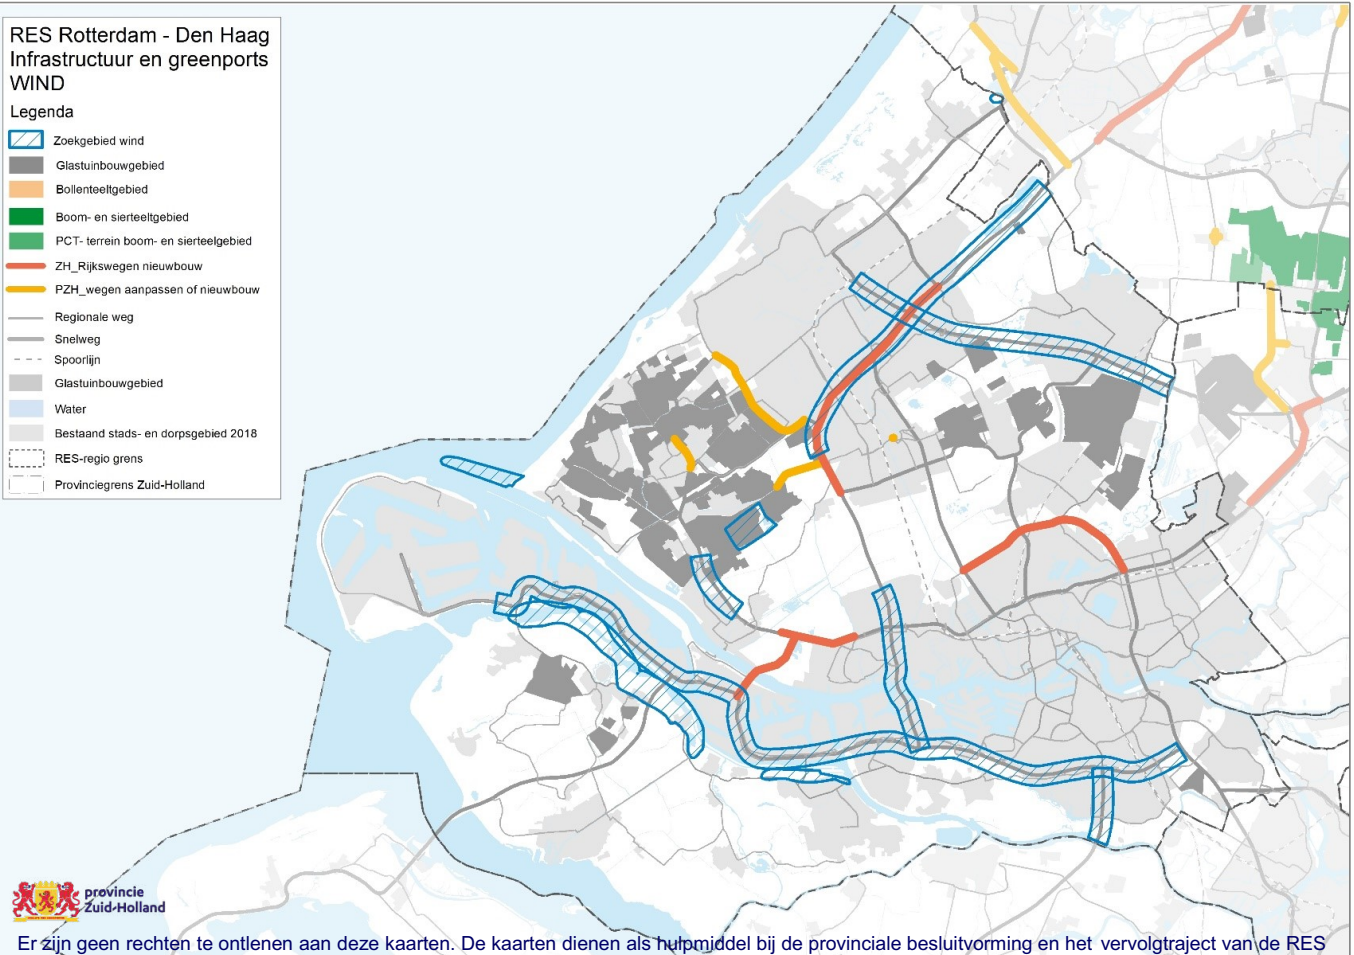 RES Rotterdam - Den Haag
Infrastructuur en greenports
WIND
Legenda
Zoekgebied wind
Glastuinbouwgebied
Bollenteeltgebied
Boom- en sierteeltgebied
PCT- terrein boom- en sierteelgebied
ZH_Rijkswegen nieuwbouw
PZH_wegen aanpassen of nieuwbouw
Regionale weg
Snelweg
Spoorlijn
Glastuinbouwgebied
Water
Bestaand stads- en dorpsgebied 2018
RES-regio grens
Provinciegrens Zuid-Holland
provincie
Zuid-Holland
Er zijn geen rechten te ontlenen aan deze kaarten. De kaarten dienen als hulpmiddel bij de provinciale besluitvorming en het vervolgtraject van de RES